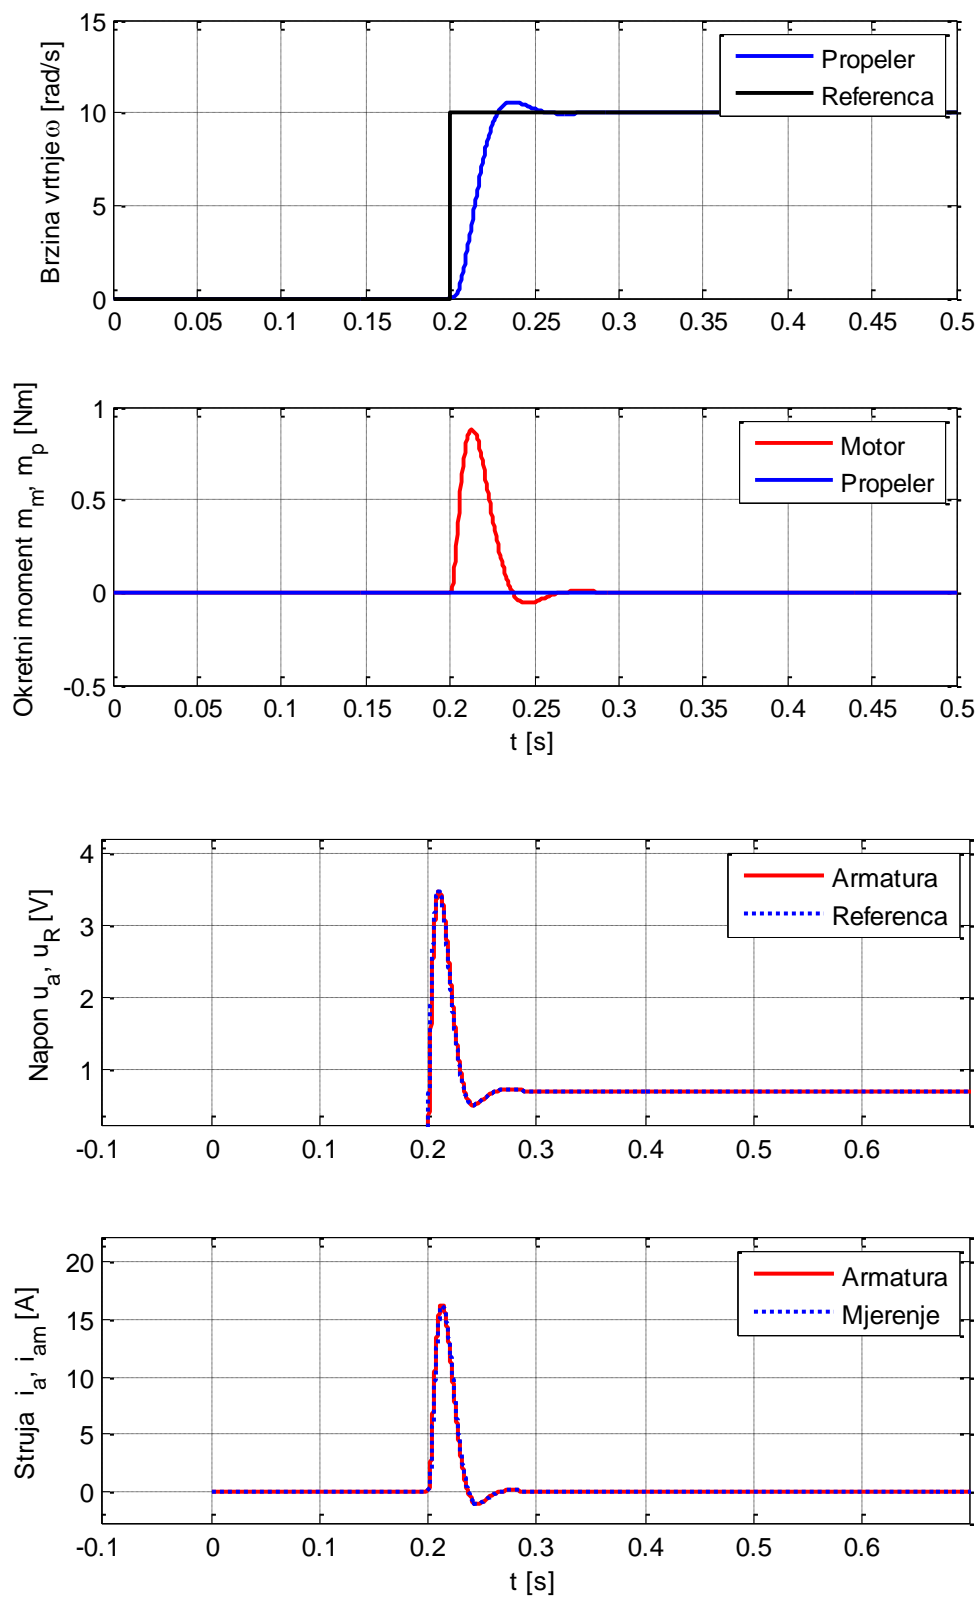 15
10
5
0
Brzina vrtnje ω [rad/s]
Propeler
Referenca
0 0.05 0.1 0.15 0.2 0.25 0.3 0.35 0.4 0.45 0.5
1
0.5
0
-0.5
Okretni moment m_m, m_p [Nm]
Motor
Propeler
0 0.05 0.1 0.15 0.2 0.25 0.3 0.35 0.4 0.45 0.5
t [s]
4
3
2
1
Napon u_a, u_R [V]
Armatura
Referenca
-0.1 0 0.1 0.2 0.3 0.4 0.5 0.6
20
15
10
5
0
Struja i_a, i_am [A]
Armatura
Mjerenje
-0.1 0 0.1 0.2 0.3 0.4 0.5 0.6
t [s]